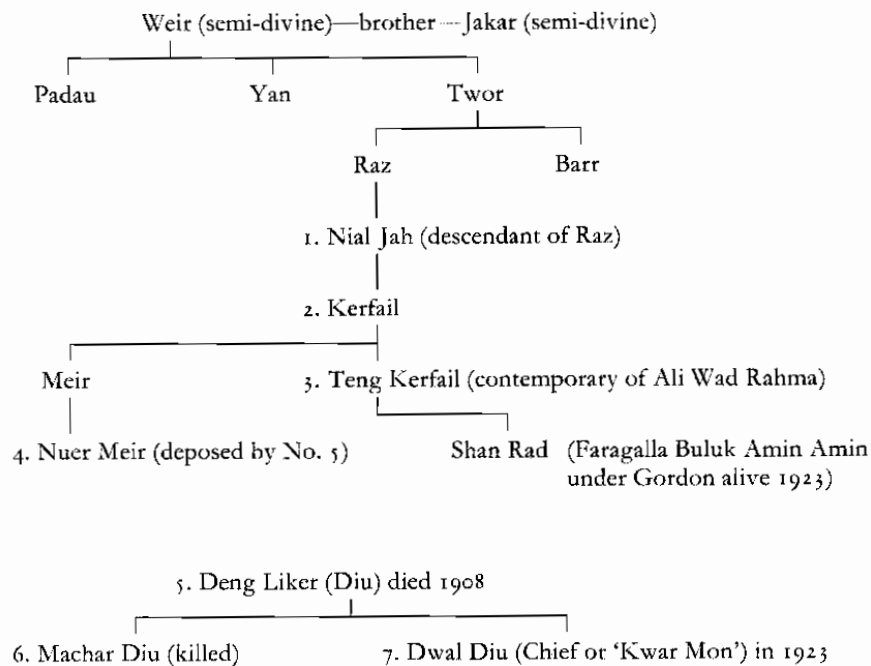 Weir (semi-divine)—brother—Jakar (semi-divine)
Padau Yan Twor
Raz Barr
1. Nial Jah (descendant of Raz)
2. Kerfail
Meir 3. Teng Kerfail (contemporary of Ali Wad Rahma)
4. Nuer Meir (deposed by No. 5) Shan Rad (Faragalla Buluk Amin Amin
under Gordon alive 1923)
5. Deng Liker (Diu) died 1908
6. Machar Diu (killed) 7. Dwal Diu (Chief or ‘Kwar Mon’) in 1923